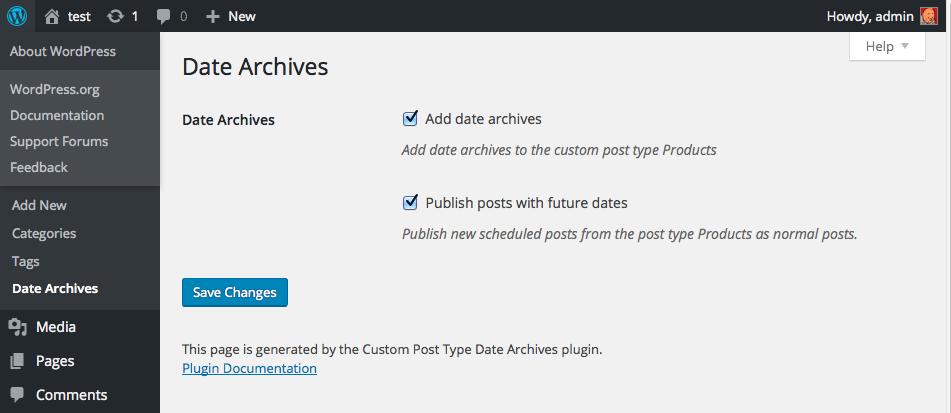 test 1 0 New Howdy, admin
About WordPress
WordPress.org
Documentation
Support Forums
Feedback
Add New
Categories
Tags
Date Archives
Media
Pages
Comments
Help
Date Archives
Date Archives
Add date archives
Add date archives to the custom post type Products
Publish posts with future dates
Publish new scheduled posts from the post type Products as normal posts.
Save Changes
This page is generated by the Custom Post Type Date Archives plugin.
Plugin Documentation